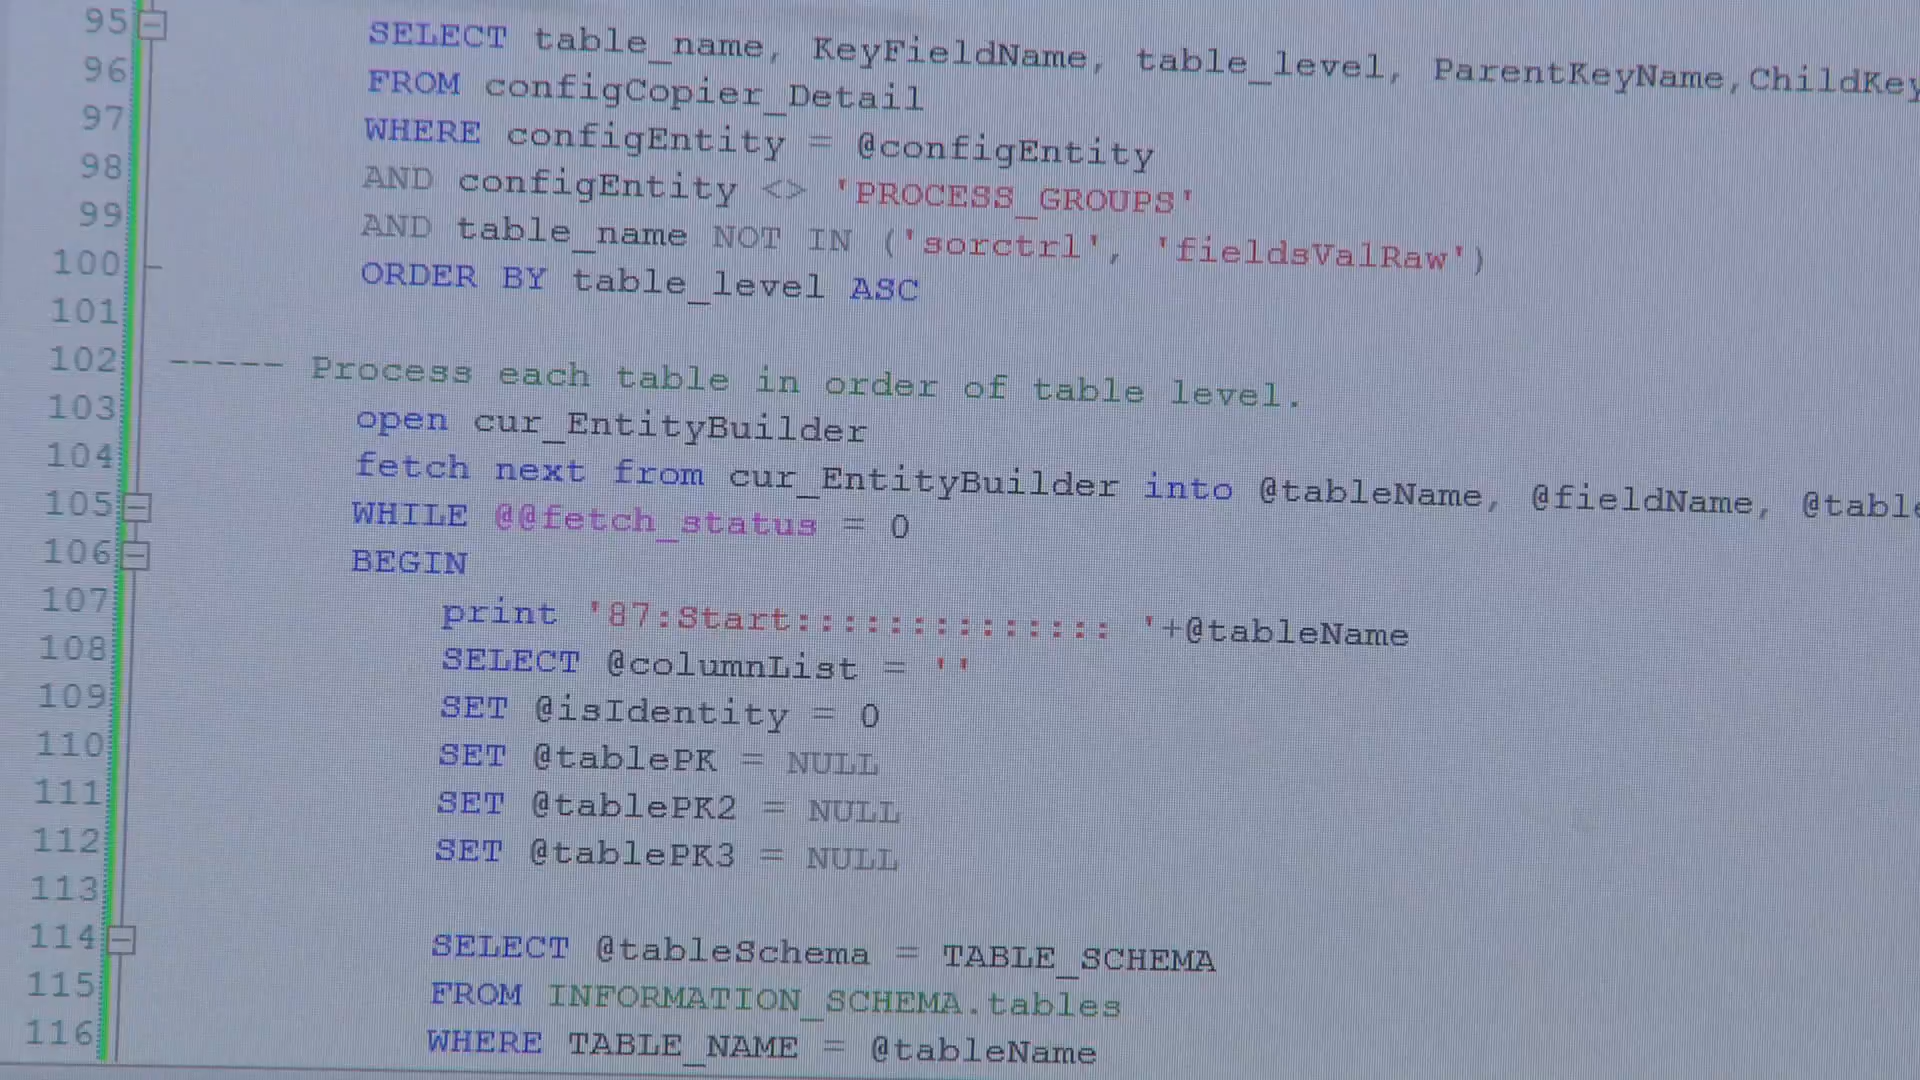 95 SELECT table_name, KeyFieldName, table_level, ParentKeyName,ChildKey
96 FROM configCopier_Detail
97 WHERE configEntity = @configEntity
98 AND configEntity <> 'PROCESS_GROUPS'
99 AND table_name NOT IN ('sorctrl', 'fieldsValRaw')
100 ORDER BY table_level ASC
101
102 ----- Process each table in order of table level.
103 open cur_EntityBuilder
104 fetch next from cur_EntityBuilder into @tableName, @fieldName, @table
105 WHILE @@fetch_status = 0
106 BEGIN
107 print '87:Start:::::::::::::: '+@tableName
108 SELECT @columnList = ''
109 SET @isIdentity = 0
110 SET @tablePK = NULL
111 SET @tablePK2 = NULL
112 SET @tablePK3 = NULL
113
114 SELECT @tableSchema = TABLE_SCHEMA
115 FROM INFORMATION_SCHEMA.tables
116 WHERE TABLE_NAME = @tableName